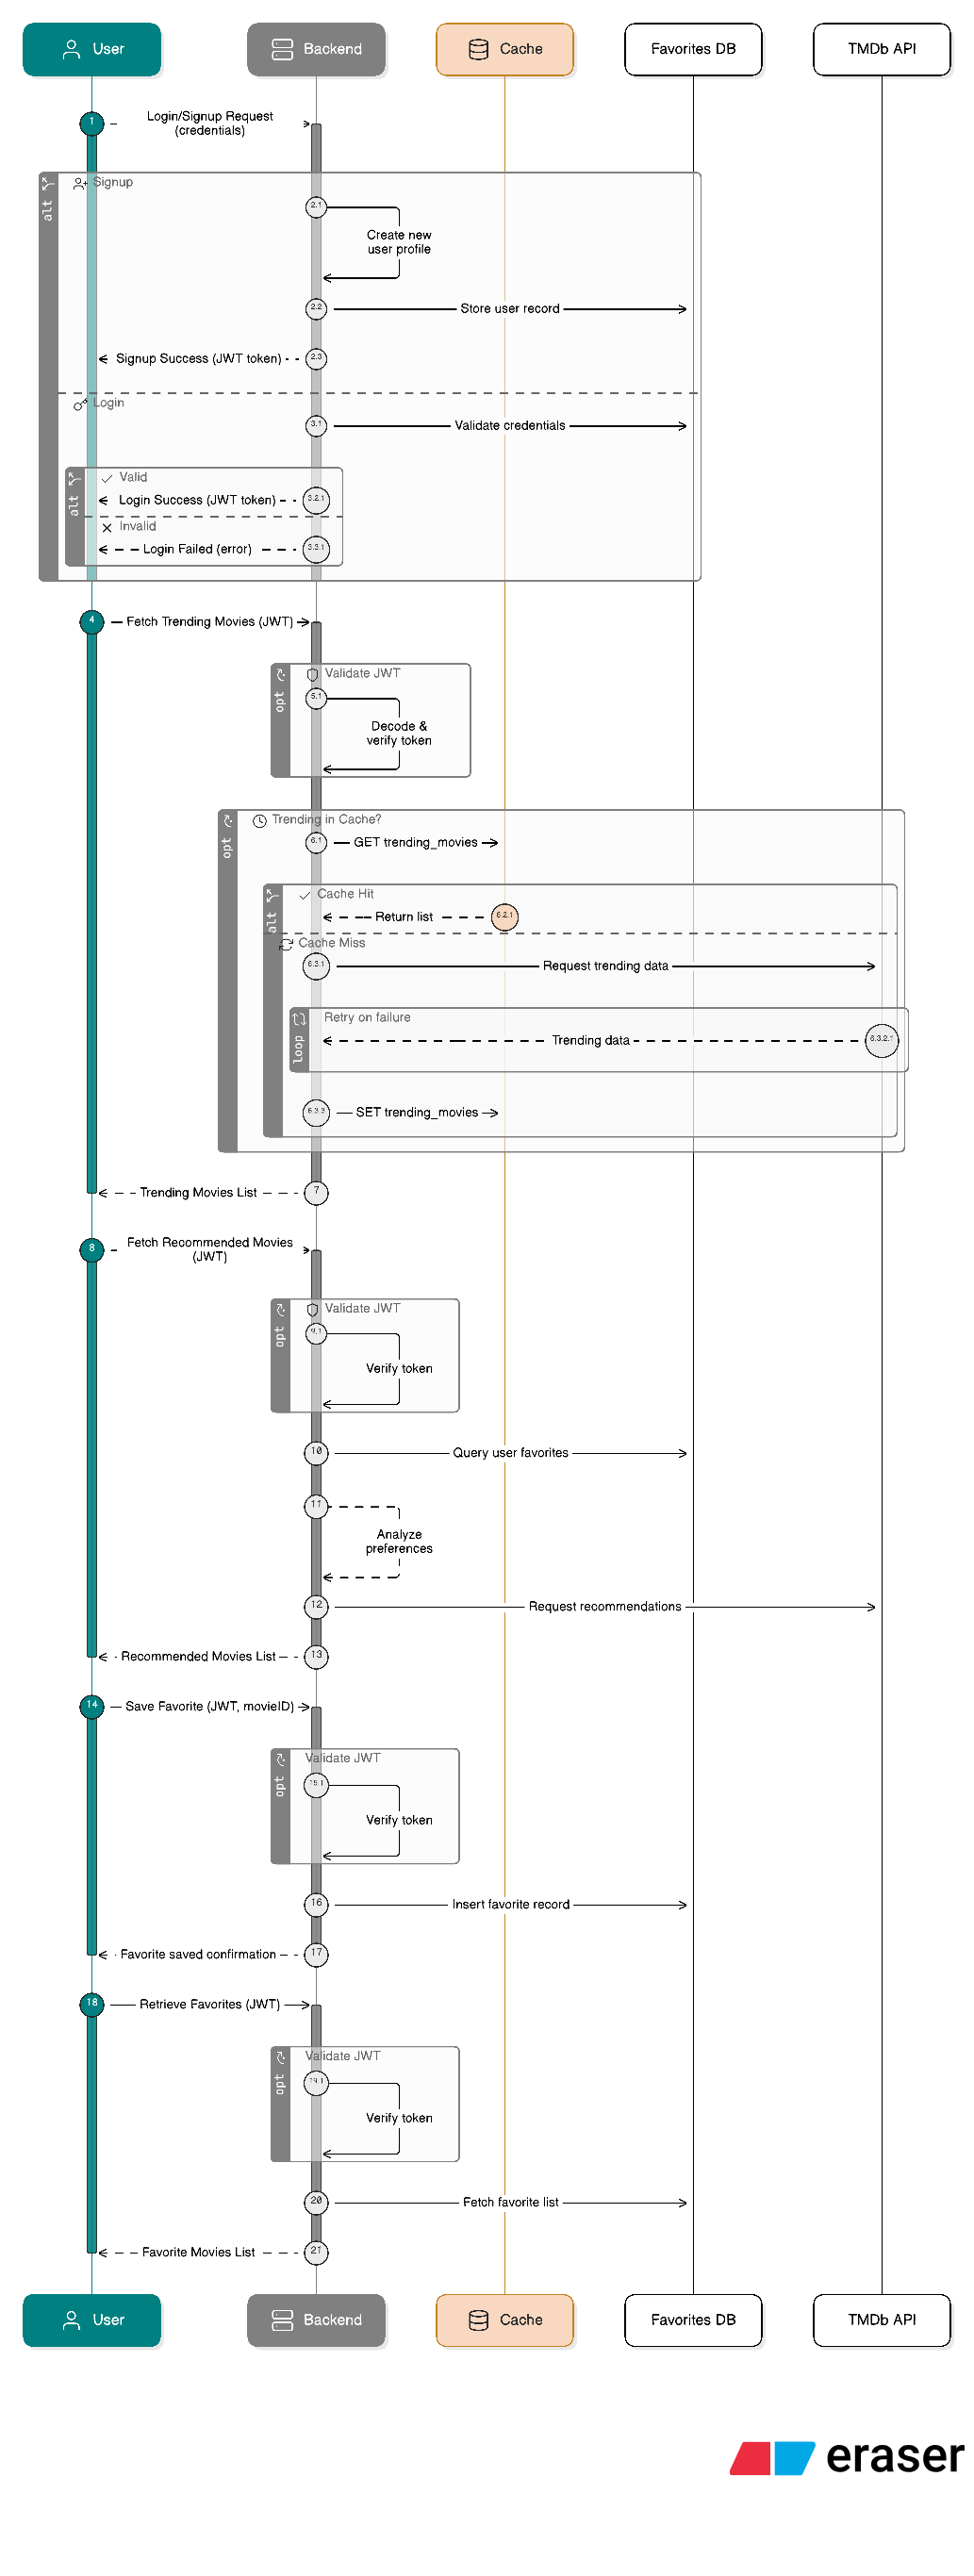 User
Backend
Cache
Favorites DB
TMDb API
1
Login/Signup Request
(credentials)
alt
Signup
2.1
Create new
user profile
2.2
Store user record
Signup Success (JWT token)
2.3
Login
3.1
Validate credentials
alt
Valid
Login Success (JWT token)
3.2.1
Invalid
Login Failed (error)
3.3.1
4
Fetch Trending Movies (JWT)
opt
Validate JWT
5.1
Decode &
verify token
opt
Trending in Cache?
6.1
GET trending_movies
alt
Cache Hit
Return list
6.2.1
Cache Miss
6.3.1
Request trending data
loop
Retry on failure
Trending data
6.3.2.1
6.3.3
SET trending_movies
Trending Movies List
7
8
Fetch Recommended Movies
(JWT)
opt
Validate JWT
9.1
Verify token
10
Query user favorites
11
Analyze
preferences
12
Request recommendations
Recommended Movies List
13
14
Save Favorite (JWT, movieID)
opt
Validate JWT
15.1
Verify token
16
Insert favorite record
Favorite saved confirmation
17
18
Retrieve Favorites (JWT)
opt
Validate JWT
19.1
Verify token
20
Fetch favorite list
Favorite Movies List
21
User
Backend
Cache
Favorites DB
TMDb API
eraser